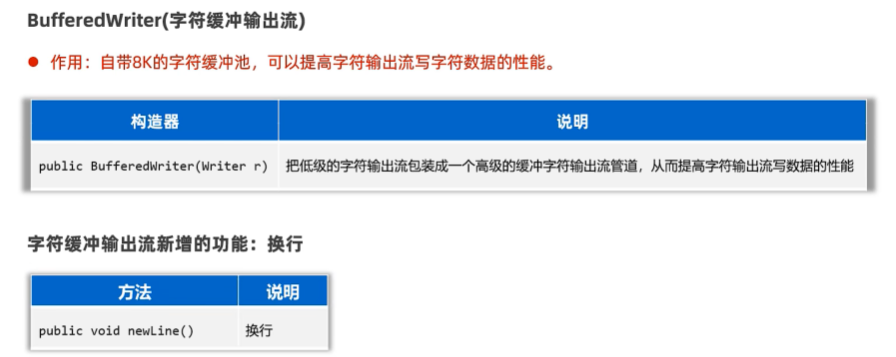 BufferedWriter(字符缓冲输出流)
● 作用：自带8K的字符缓冲池，可以提高字符输出流写字符数据的性能。
构造器 说明
public BufferedWriter(Writer r) 把低级的字符输出流包装成一个高级的缓冲字符输出流管道，从而提高字符输出流写数据的性能
字符缓冲输出流新增的功能：换行
方法 说明
public void newLine() 换行